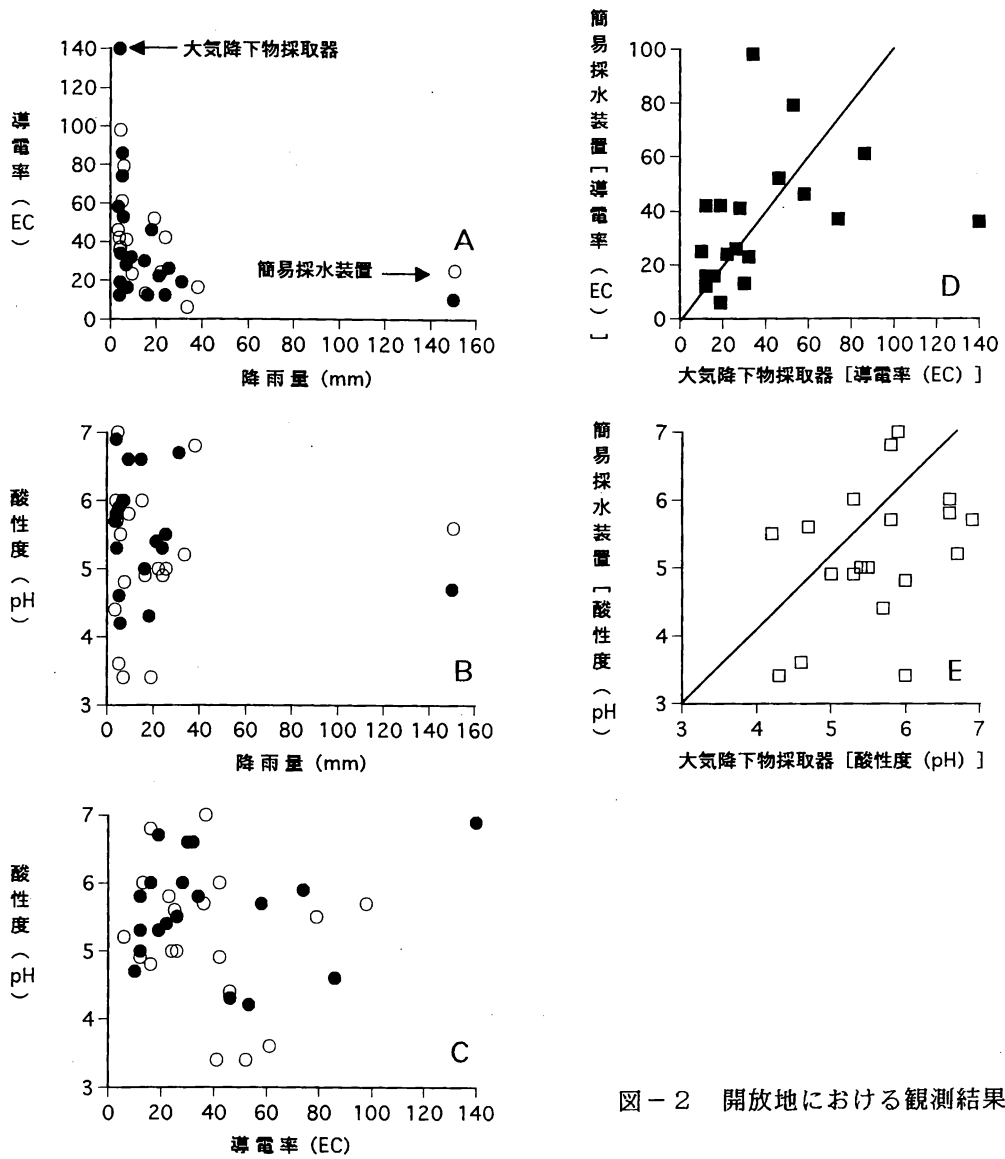 140
120
100
80
60
40
20
0
導電率(EC)
大気降下物採取器
簡易採水装置
A
0 20 40 60 80 100 120 140 160
降雨量 (mm)
100
80
60
40
20
0
簡易採水装置[導電率(EC)]
D
0 20 40 60 80 100 120 140
大気降下物採取器 [導電率 (EC) ]
7
6
5
4
3
酸性度(pH)
B
0 20 40 60 80 100 120 140 160
降雨量 (mm)
7
6
5
4
3
簡易採水装置[酸性度(pH)
E
3 4 5 6 7
大気降下物採取器 [酸性度 (pH) ]
7
6
5
4
3
酸性度(pH)
C
0 20 40 60 80 100 120 140
導電率 (EC)
図-2 開放地における観測結果